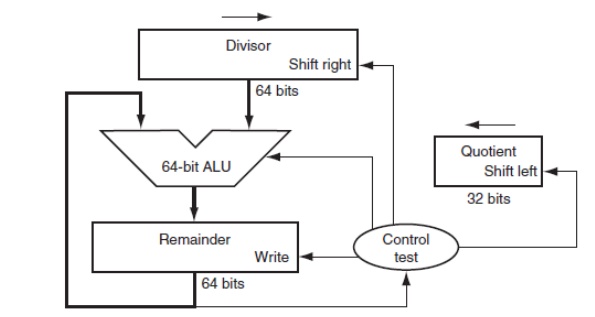 Divisor
Shift right
64 bits
64-bit ALU
Quotient
Shift left
32 bits
Remainder
Write
Control
test
64 bits